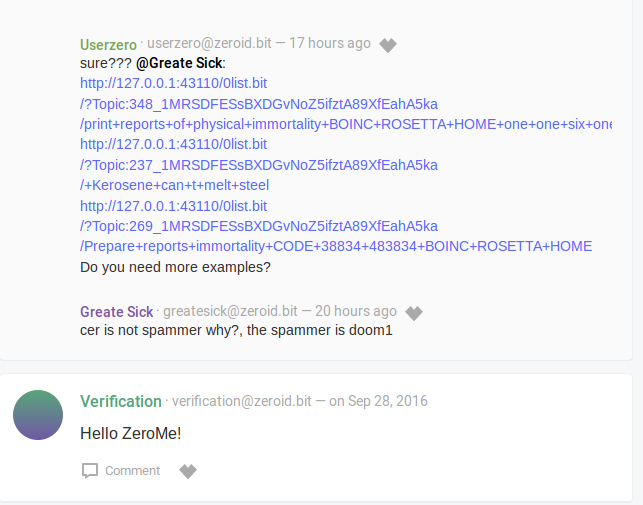 Userzero · userzero@zeroid.bit — 17 hours ago
sure??? @Greate Sick:
http://127.0.0.1:43110/0list.bit
/?Topic:348_1MRSDFESsBXDGvNoZ5ifztA89XfEahA5ka
/print+reports+of+physical+immortality+BOINC+ROSETTA+HOME+one+one+six+one
http://127.0.0.1:43110/0list.bit
/?Topic:237_1MRSDFESsBXDGvNoZ5ifztA89XfEahA5ka
/+Kerosene+can+t+melt+steel
http://127.0.0.1:43110/0list.bit
/?Topic:269_1MRSDFESsBXDGvNoZ5ifztA89XfEahA5ka
/Prepare+reports+immortality+CODE+38834+483834+BOINC+ROSETTA+HOME
Do you need more examples?
Greate Sick · greatesick@zeroid.bit — 20 hours ago
cer is not spammer why?, the spammer is doom1
Verification · verification@zeroid.bit — on Sep 28, 2016
Hello ZeroMe!
Comment